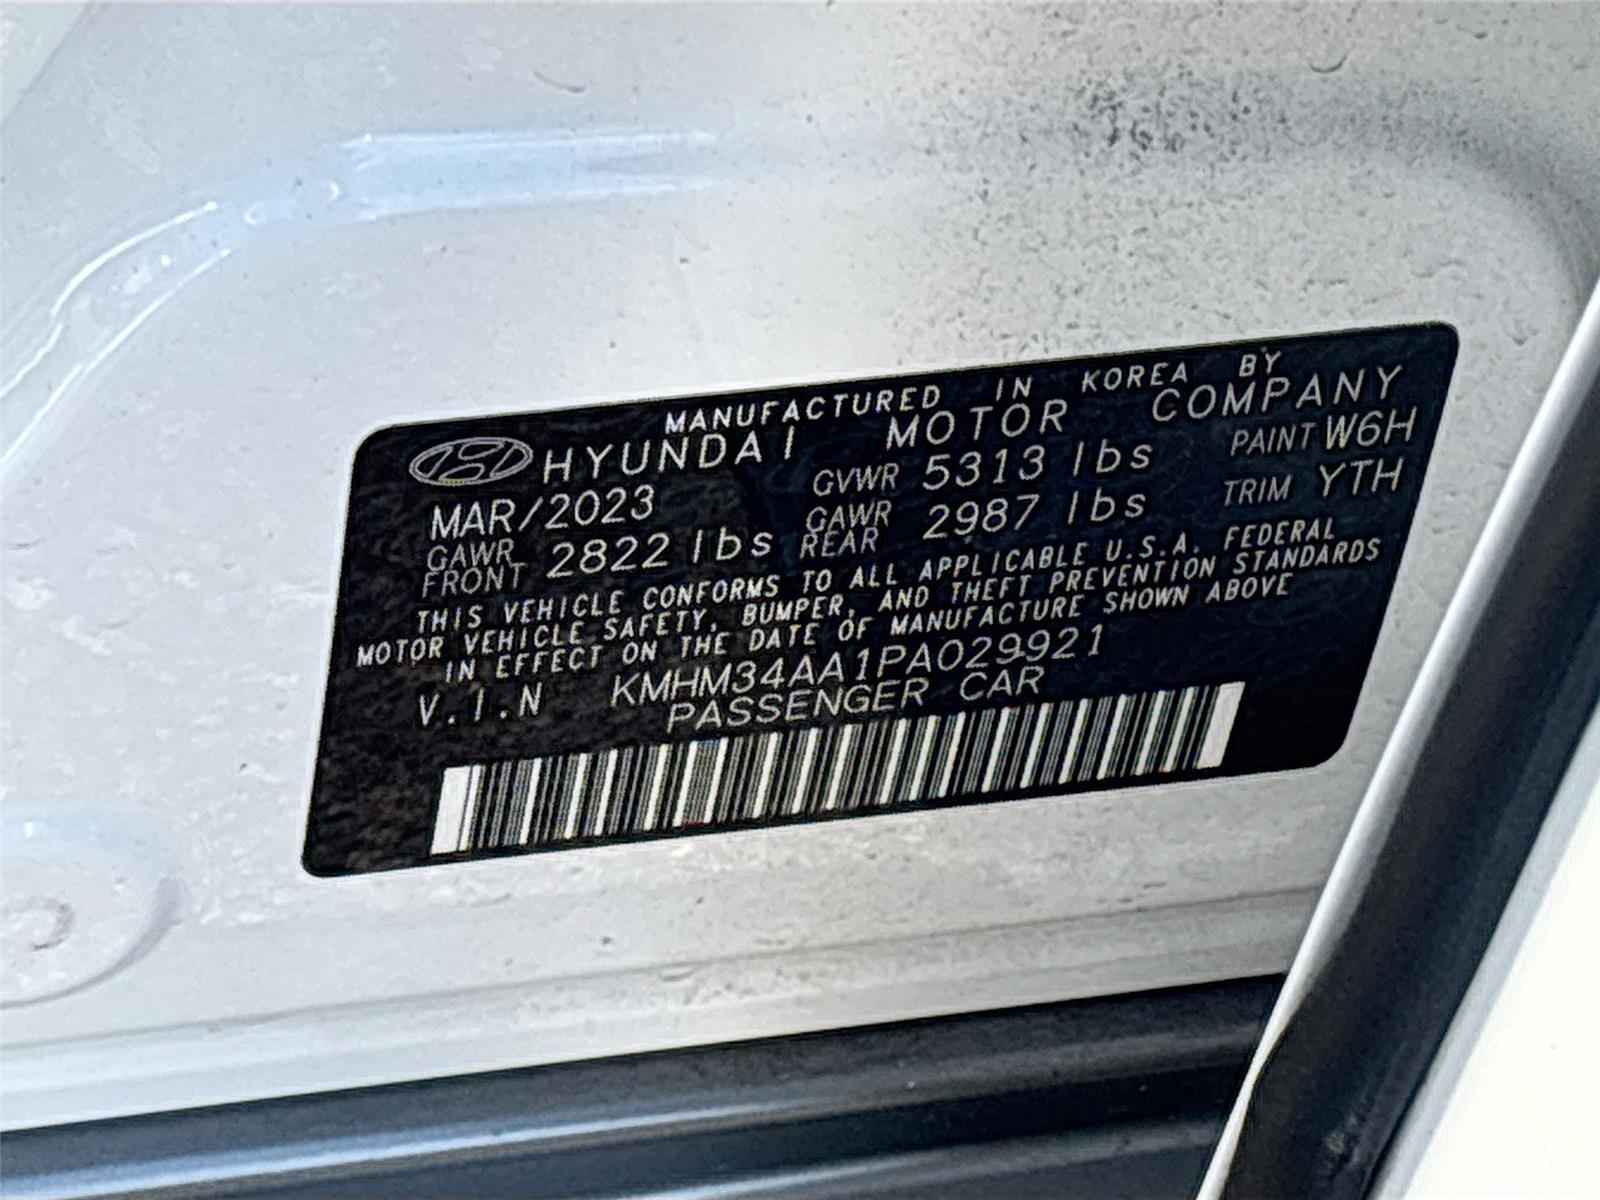 MANUFACTURED IN KOREA BY
HYUNDAI MOTOR COMPANY
MAR/2023 GVWR 5313 lbs PAINT W6H
GAWR FRONT 2822 lbs GAWR REAR 2987 lbs TRIM YTH
THIS VEHICLE CONFORMS TO ALL APPLICABLE U.S.A. FEDERAL
MOTOR VEHICLE SAFETY, BUMPER, AND THEFT PREVENTION STANDARDS
IN EFFECT ON THE DATE OF MANUFACTURE SHOWN ABOVE
V.I.N KMHM34AA1PA029921
PASSENGER CAR